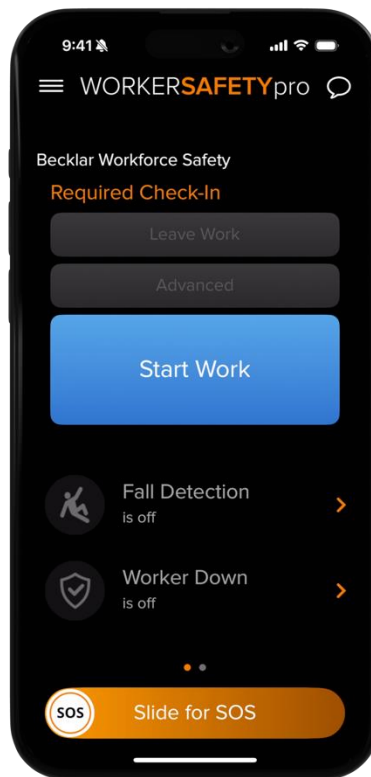 9:41
WORKERSAFETYpro
Becklar Workforce Safety
Required Check-In
Leave Work
Advanced
Start Work
Fall Detection
is off
Worker Down
is off
SOS Slide for SOS